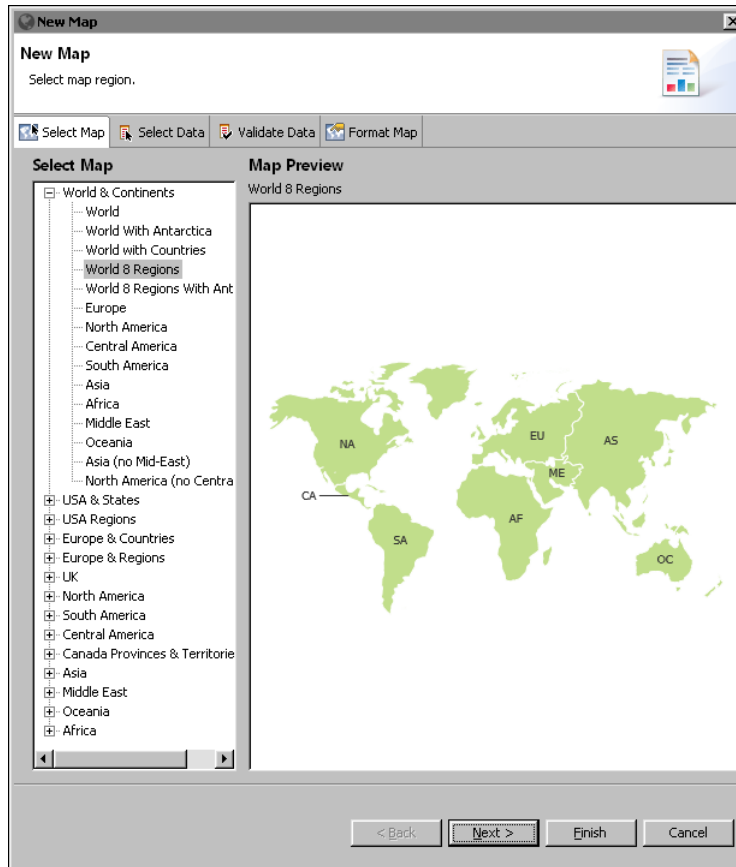 New Map
New Map
Select map region.
Select Map
Select Data
Validate Data
Format Map
Select Map
World & Continents
World
World With Antarctica
World with Countries
World 8 Regions
World 8 Regions With Ant
Europe
North America
Central America
South America
Asia
Africa
Middle East
Oceania
Asia (no Mid-East)
North America (no Centra
USA & States
USA Regions
Europe & Countries
Europe & Regions
UK
North America
South America
Central America
Canada Provinces & Territorie
Asia
Middle East
Oceania
Africa
Map Preview
World 8 Regions
NA
EU
AS
ME
CA
AF
SA
OC
< Back
Next >
Finish
Cancel